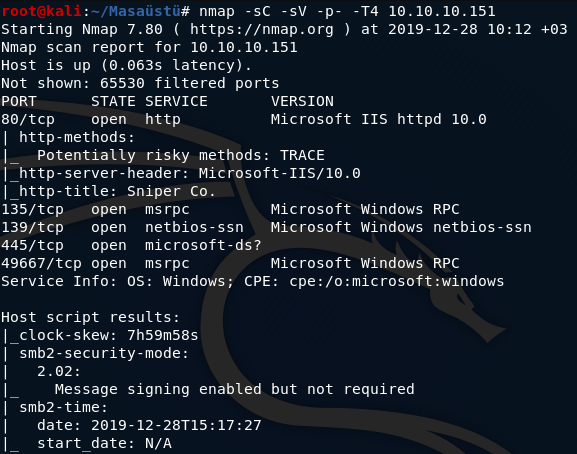 root@kali:~/Masaüstü# nmap -sC -sV -p- -T4 10.10.10.151
Starting Nmap 7.80 ( https://nmap.org ) at 2019-12-28 10:12 +03
Nmap scan report for 10.10.10.151
Host is up (0.063s latency).
Not shown: 65530 filtered ports
PORT      STATE SERVICE       VERSION
80/tcp    open  http          Microsoft IIS httpd 10.0
| http-methods:
|_  Potentially risky methods: TRACE
|_http-server-header: Microsoft-IIS/10.0
|_http-title: Sniper Co.
135/tcp   open  msrpc         Microsoft Windows RPC
139/tcp   open  netbios-ssn   Microsoft Windows netbios-ssn
445/tcp   open  microsoft-ds?
49667/tcp open  msrpc         Microsoft Windows RPC
Service Info: OS: Windows; CPE: cpe:/o:microsoft:windows

Host script results:
|_clock-skew: 7h59m58s
| smb2-security-mode:
|   2.02:
|_    Message signing enabled but not required
| smb2-time:
|   date: 2019-12-28T15:17:27
|_  start_date: N/A